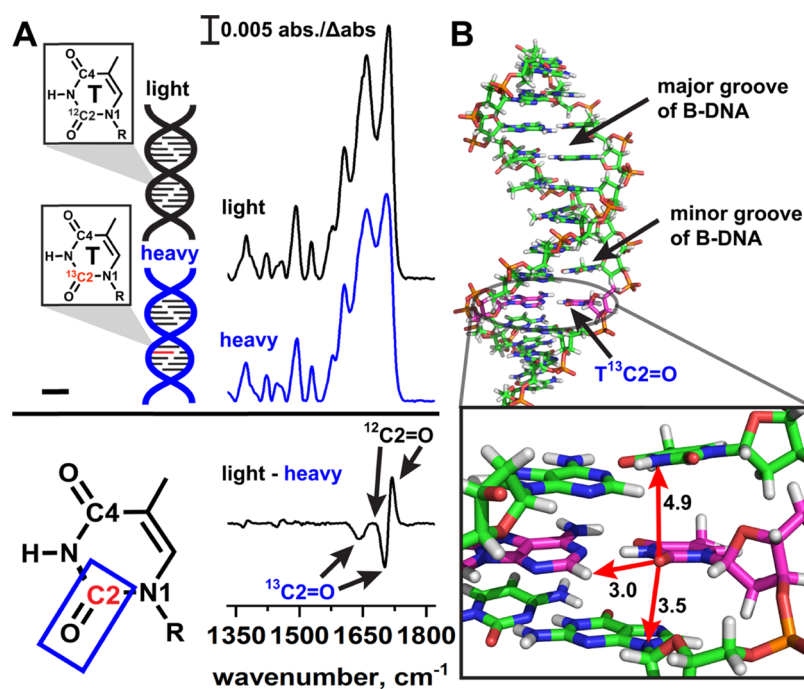 A
0.005 abs./Δabs
B
O
C4
T
H-N
¹²C2
N1
O
R
light
major groove
of B-DNA
minor groove
of B-DNA
light
O
C4
T
H-N
¹³C2
N1
O
R
heavy
heavy
T¹³C2=O
¹²C2=O
light - heavy
¹³C2=O
O
C4
H-N
C2
N1
O
R
1350 1500 1650 1800
wavenumber, cm⁻¹
4.9
3.0
3.5